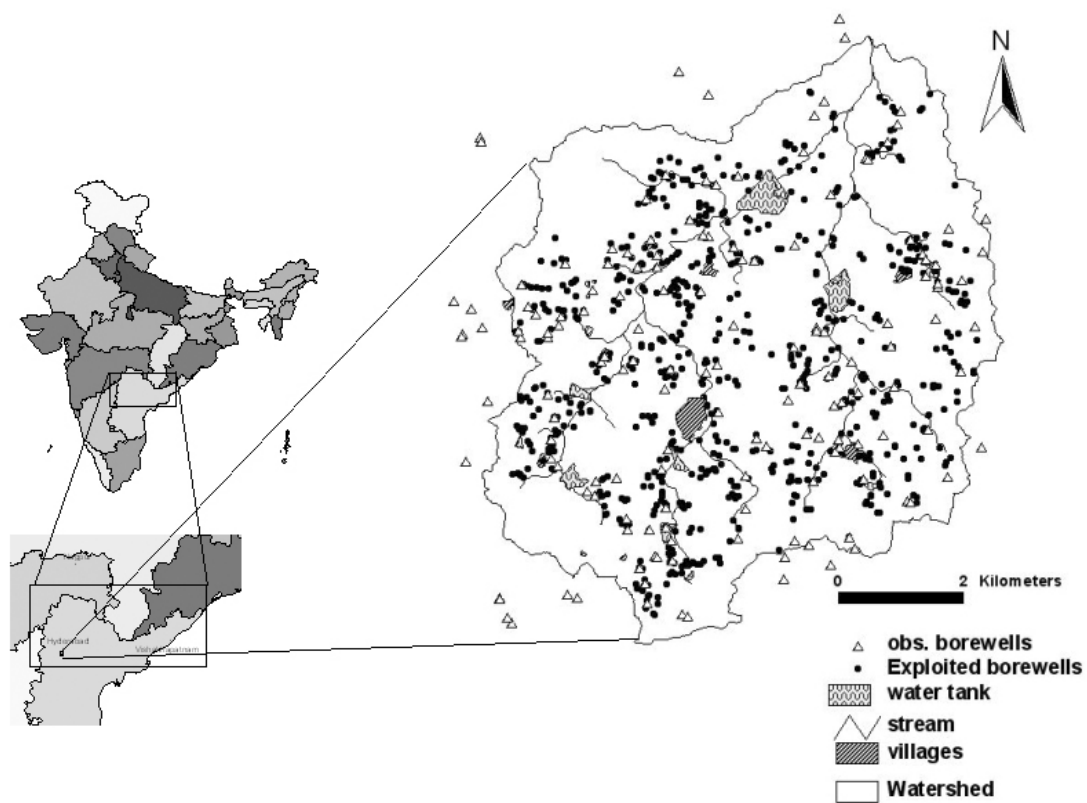 N
Hyderabad
0 2 Kilometers
obs. borewells
Exploited borewells
water tank
stream
villages
Watershed